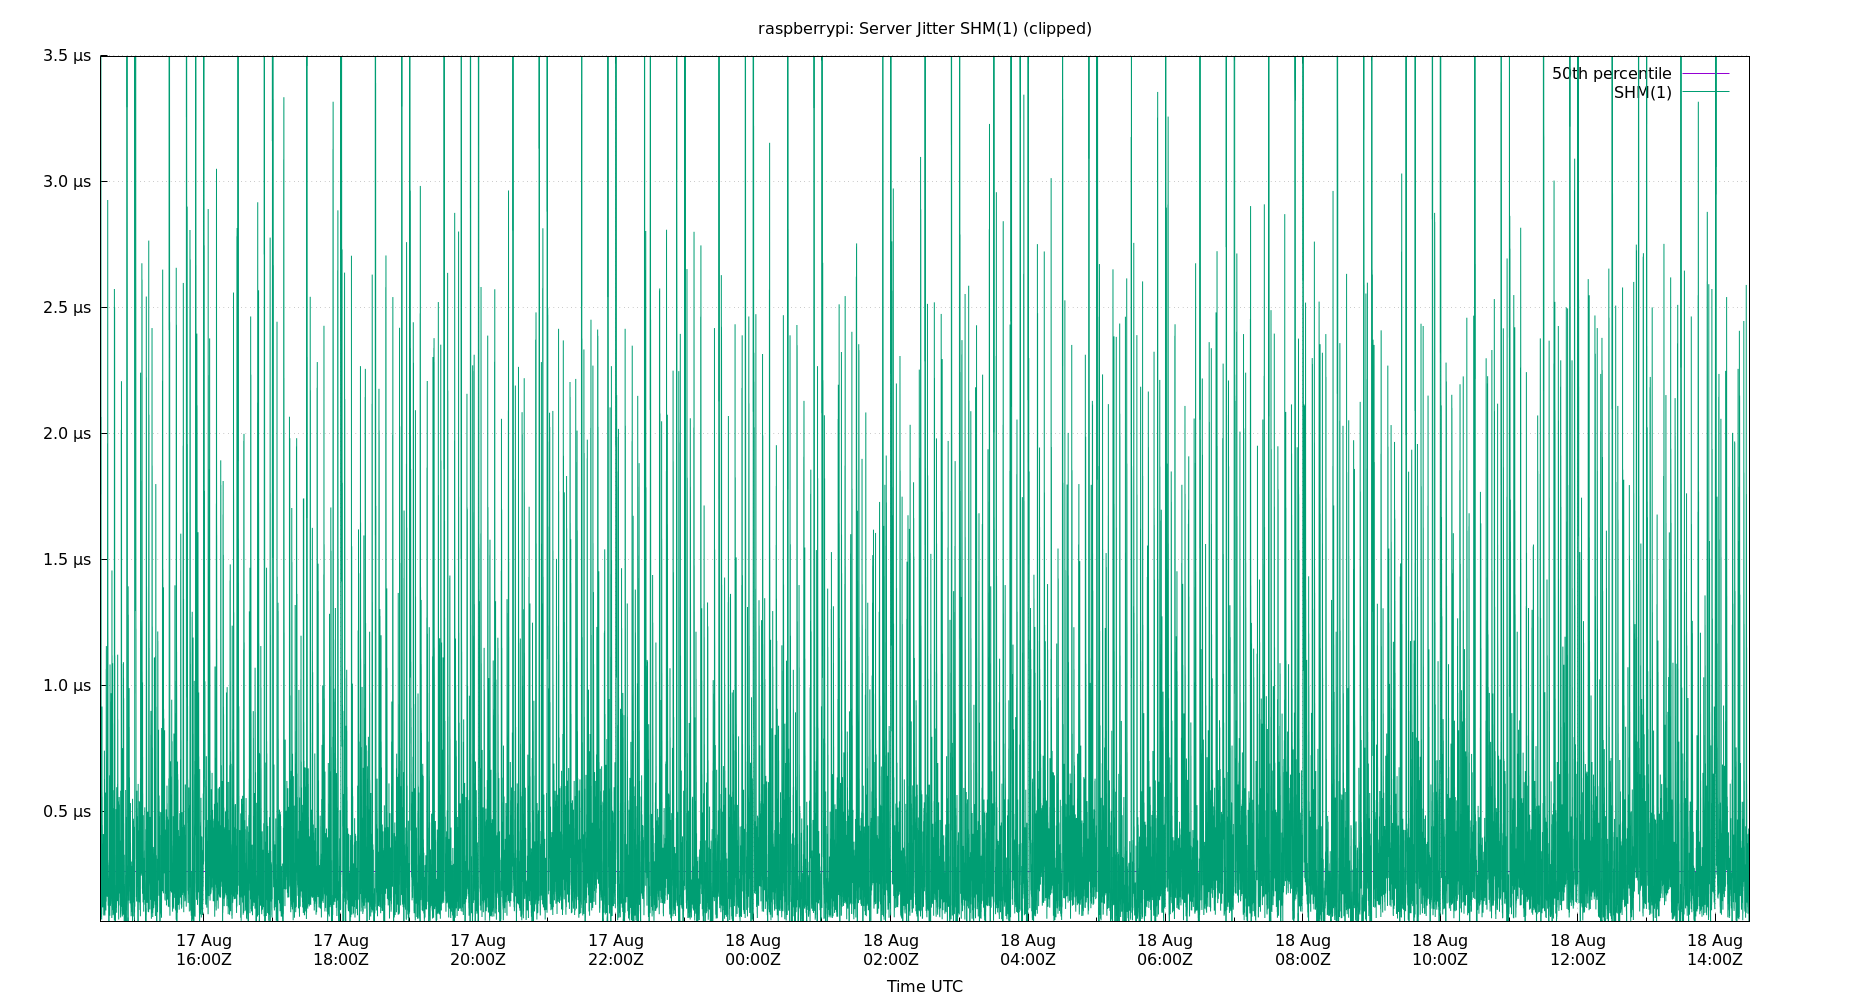 raspberrypi: Server Jitter SHM(1) (clipped)
3.5 µs
50th percentile
SHM(1)
3.0 µs
2.5 µs
2.0 µs
1.5 µs
1.0 µs
0.5 µs
17 Aug 17 Aug 17 Aug 17 Aug 18 Aug 18 Aug 18 Aug 18 Aug 18 Aug 18 Aug 18 Aug 18 Aug
16:00Z 18:00Z 20:00Z 22:00Z 00:00Z 02:00Z 04:00Z 06:00Z 08:00Z 10:00Z 12:00Z 14:00Z
Time UTC